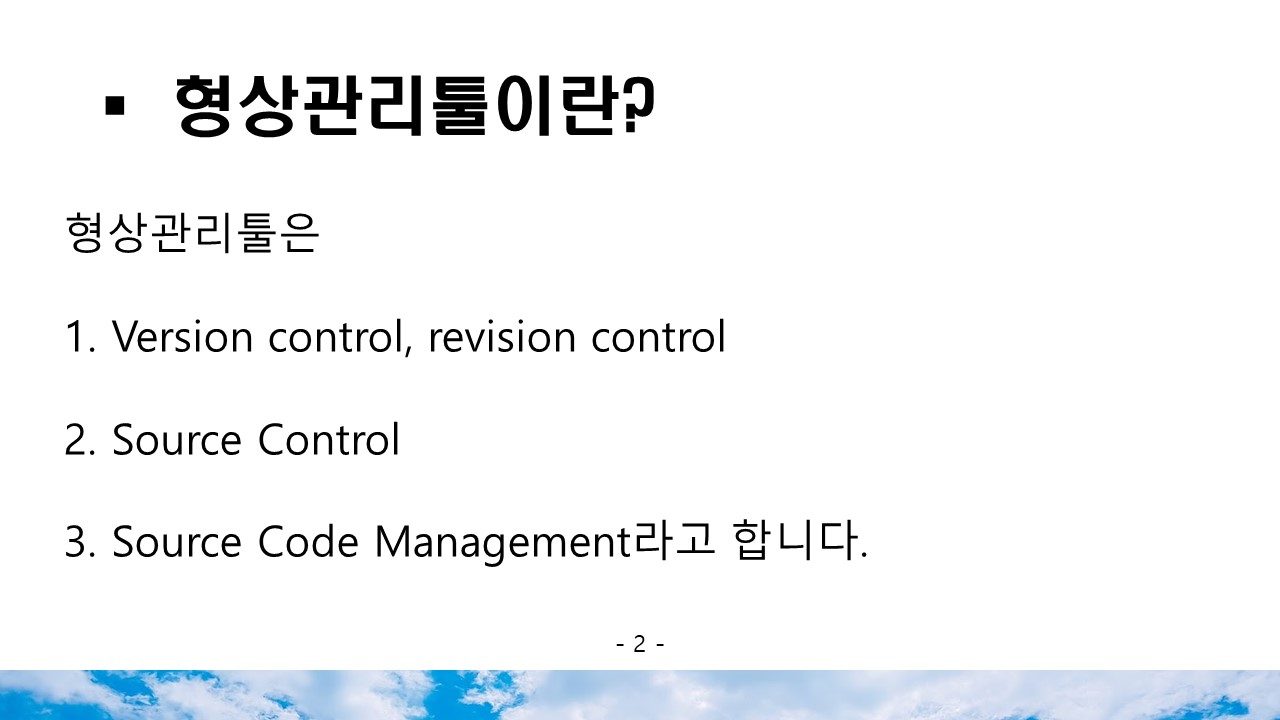 ▪ 형상관리툴이란?
형상관리툴은
1. Version control, revision control
2. Source Control
3. Source Code Management라고 합니다.
- 2 -